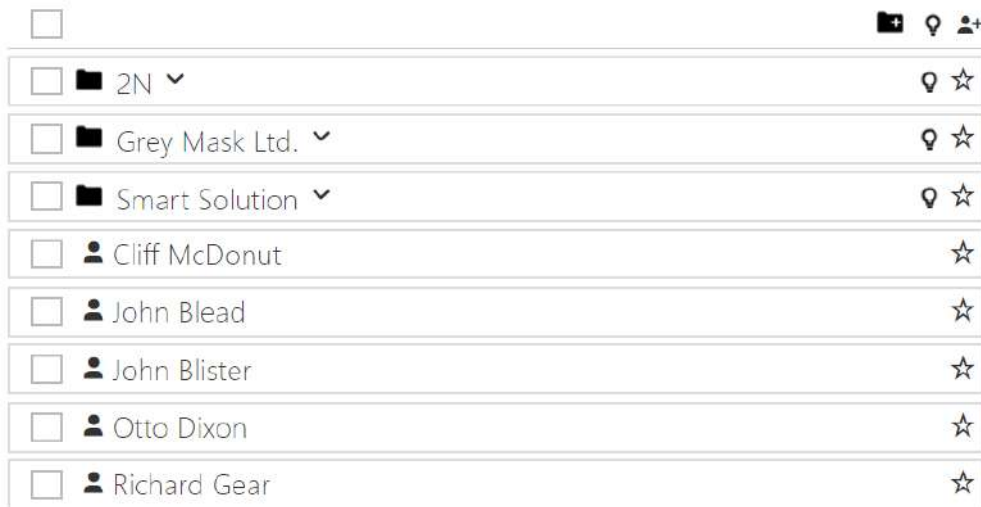 2N
Grey Mask Ltd.
Smart Solution
Cliff McDonut
John Blead
John Blister
Otto Dixon
Richard Gear